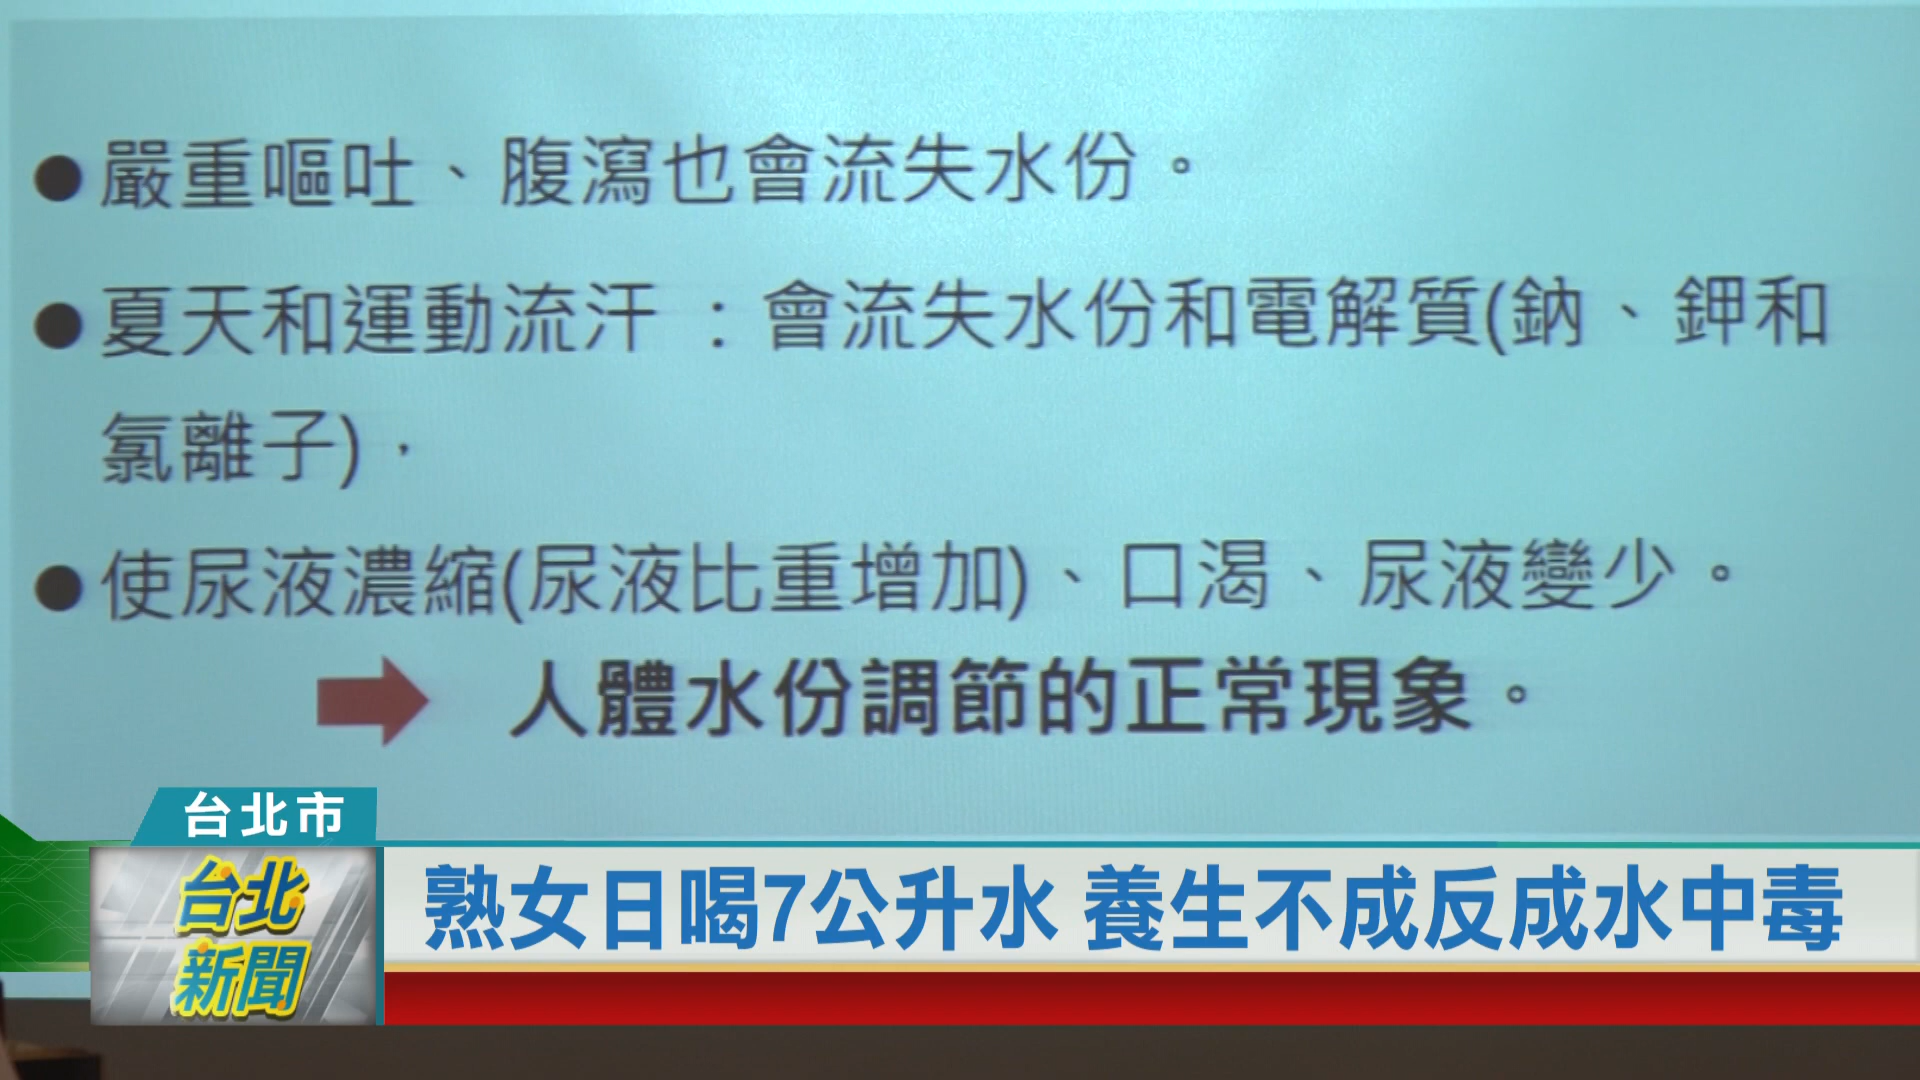 ●嚴重嘔吐、腹瀉也會流失水份。
●夏天和運動流汗 ：會流失水份和電解質(鈉、鉀和
氯離子)，
●使尿液濃縮(尿液比重增加)、口渴、尿液變少。
人體水份調節的正常現象。
台北市
台北
新聞
熟女日喝7公升水 養生不成反成水中毒